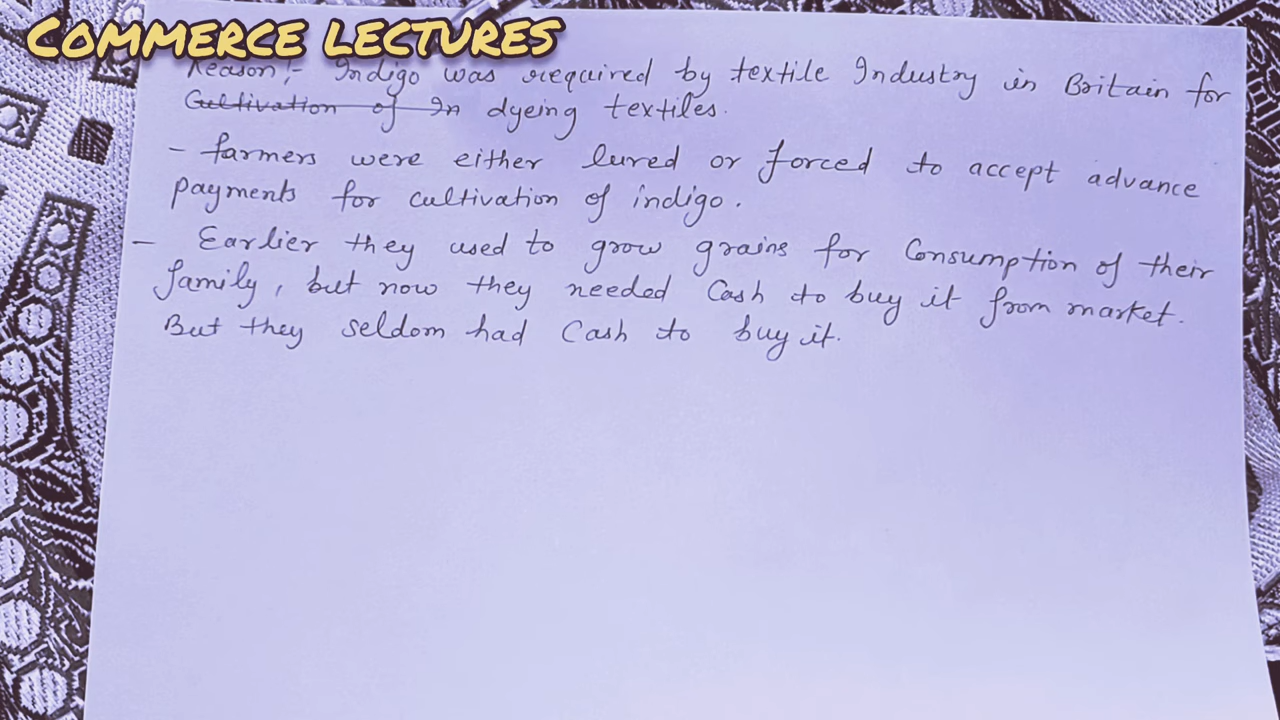 COMMERCE LECTURES
Reason:- Indigo was required by textile Industry in Britain for
Cultivation of In dyeing textiles.
- farmers were either lured or forced to accept advance
payments for cultivation of indigo.
- Earlier they used to grow grains for Consumption of their
family, but now they needed Cash to buy it from market.
But they seldom had Cash to buy it.